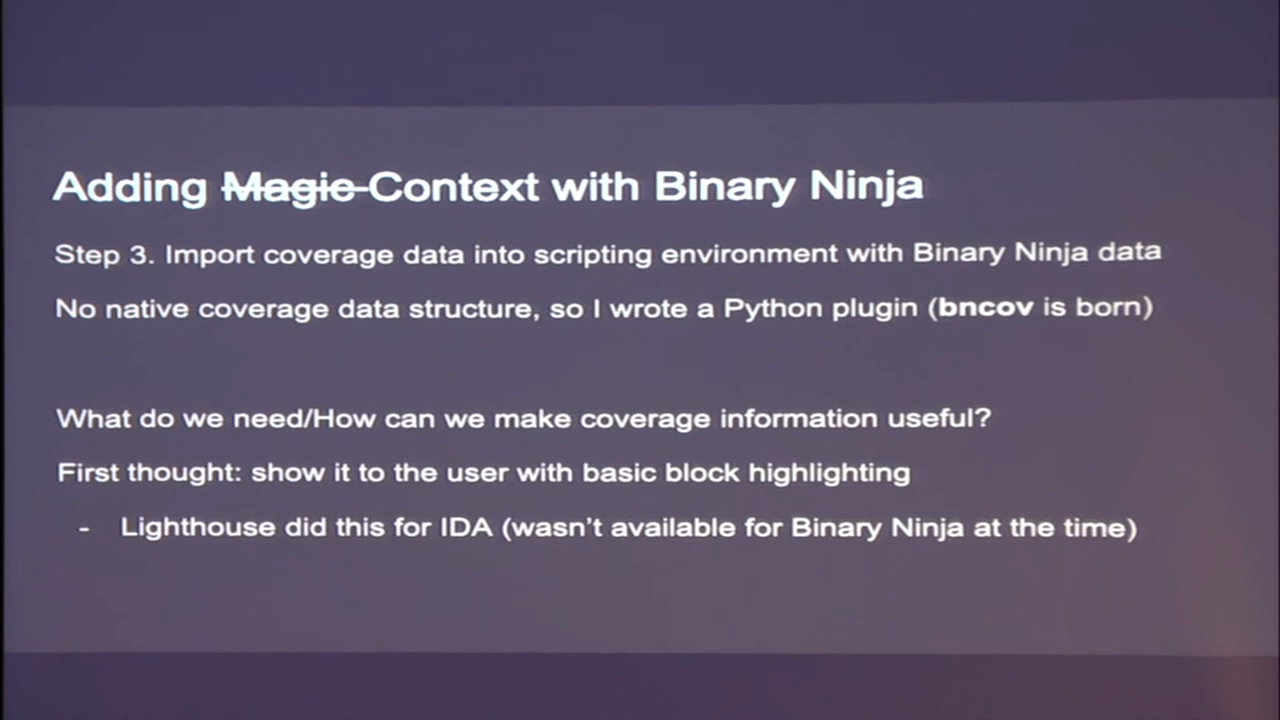 Adding Magic Context with Binary Ninja
Step 3. Import coverage data into scripting environment with Binary Ninja data
No native coverage data structure, so I wrote a Python plugin (bncov is born)
What do we need/How can we make coverage information useful?
First thought: show it to the user with basic block highlighting
- Lighthouse did this for IDA (wasn't available for Binary Ninja at the time)